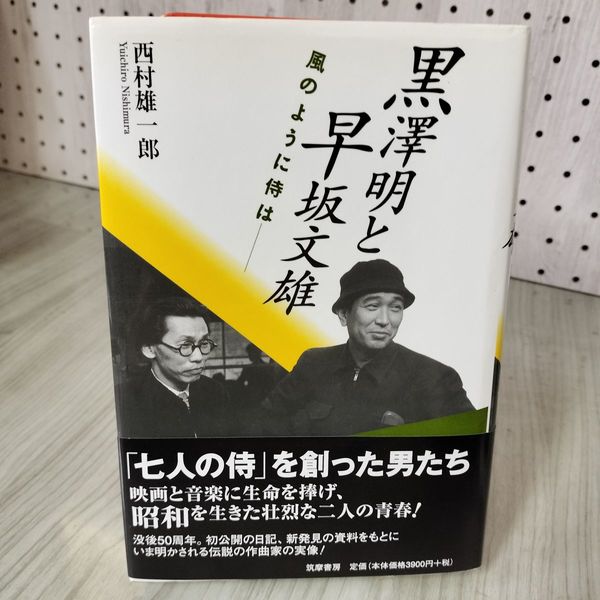 黒澤明と
早坂文雄
風のように侍は──
西村雄一郎
Yuichiro Nishimura
「七人の侍」を創った男たち
映画と音楽に生命を捧げ、
昭和を生きた壮烈な二人の青春！
没後50周年。初公開の日記、新発見の資料をもとに
いま明かされる伝説の作曲家の実像！
筑摩書房 定価（本体価格3900円＋税）